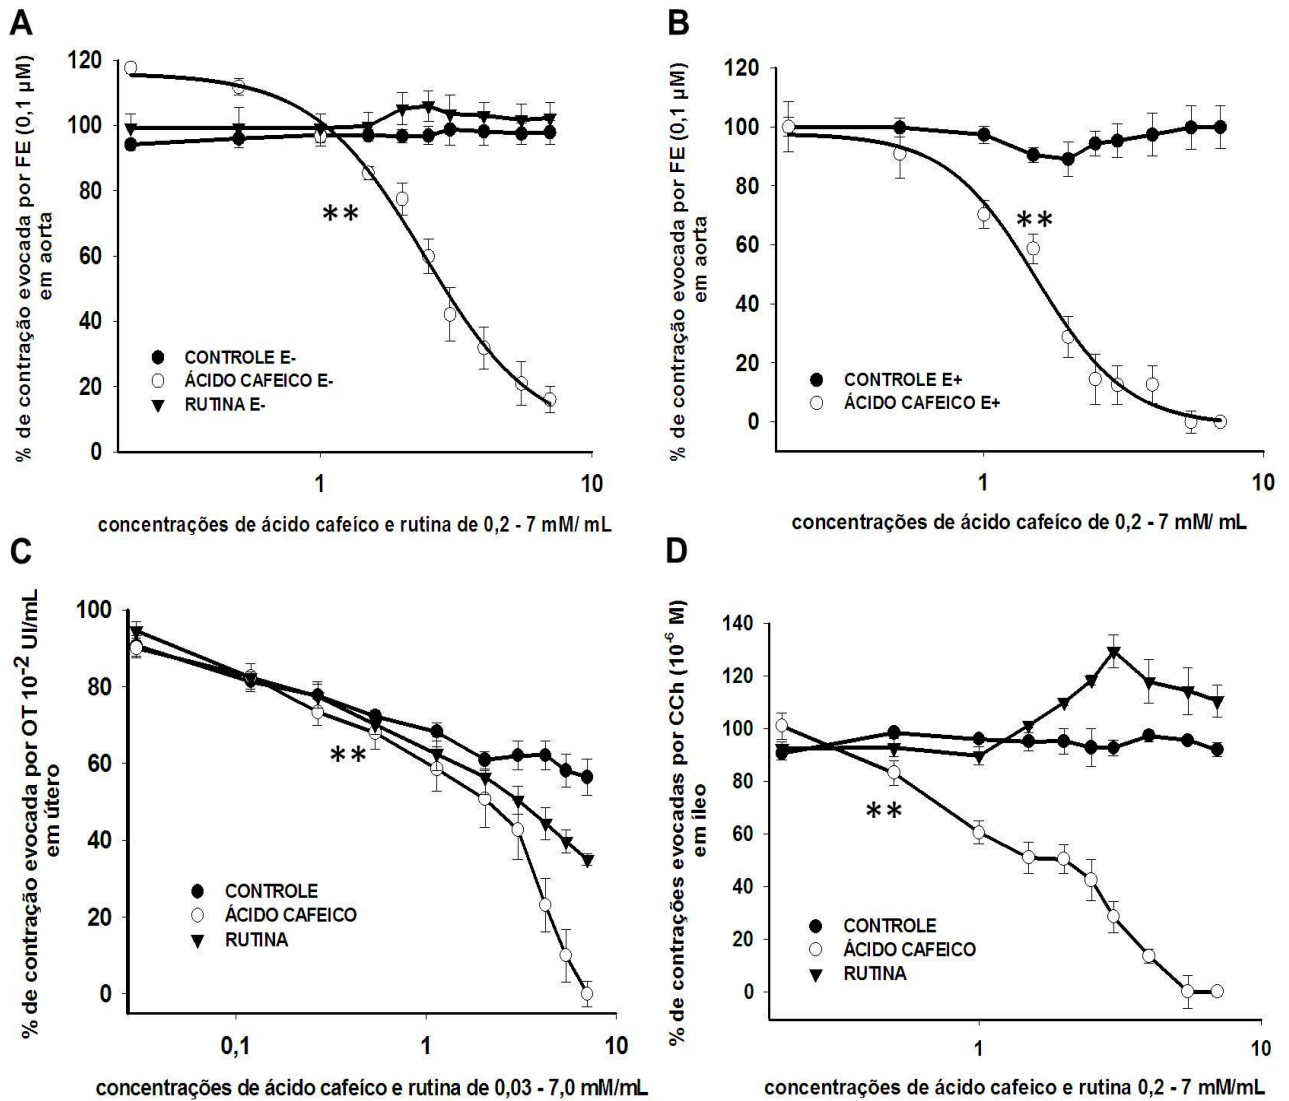 A
% de contração evocada por FE (0,1 µM)
em aorta
120
100
80
60
40
20
0
**
CONTROLE E-
ÁCIDO CAFEICO E-
RUTINA E-
1
10
concentrações de ácido cafeíco e rutina de 0,2 - 7 mM/ mL
B
% de contração evocada por FE (0,1 µM)
em aorta
120
100
80
60
40
20
0
**
CONTROLE E+
ÁCIDO CAFEICO E+
1
10
concentrações de ácido cafeíco de 0,2 - 7 mM/ mL
C
% de contração evocada por OT 10⁻² UI/mL
em útero
100
80
60
40
20
0
**
CONTROLE
ÁCIDO CAFEICO
RUTINA
0,1
1
10
concentrações de ácido cafeíco e rutina de 0,03 - 7,0 mM/mL
D
% de contrações evocadas por CCh (10⁻⁶ M)
em íleo
140
120
100
80
60
40
20
0
**
CONTROLE
ÁCIDO CAFEICO
RUTINA
1
10
concentrações de ácido cafeico e rutina 0,2 - 7 mM/mL